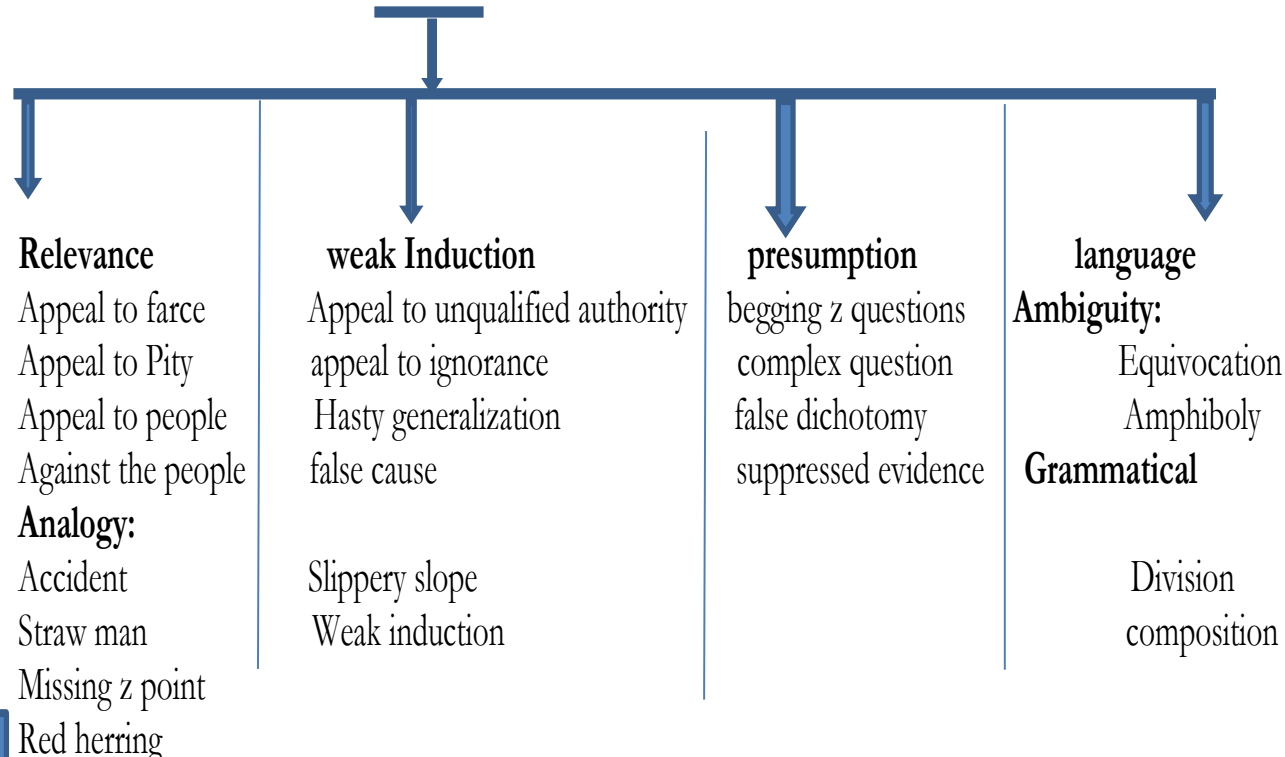 Relevance
Appeal to farce
Appeal to Pity
Appeal to people
Against the people
Analogy:
Accident
Straw man
Missing z point
Red herring
weak Induction
Appeal to unqualified authority
appeal to ignorance
Hasty generalization
false cause
Slippery slope
Weak induction
presumption
begging z questions
complex question
false dichotomy
suppressed evidence
language
Ambiguity:
Equivocation
Amphiboly
Grammatical
Division
composition